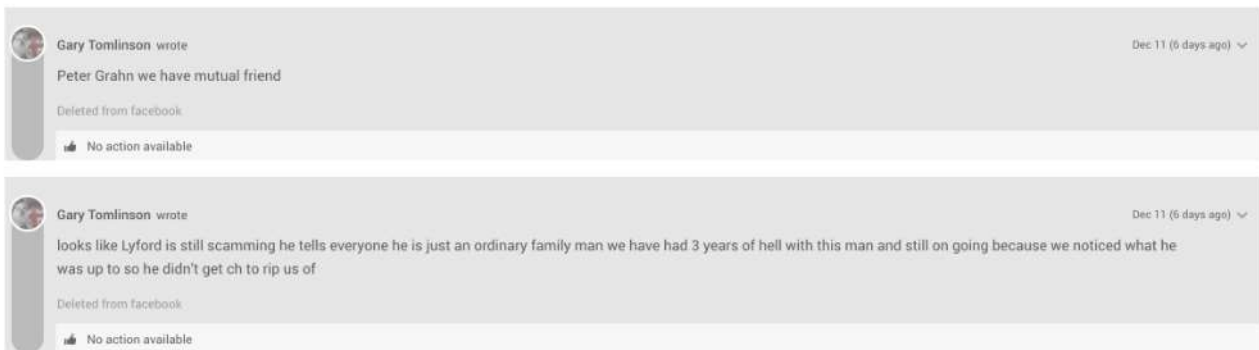 Gary Tomlinson wrote
Dec 11 (6 days ago)
Peter Grahn we have mutual friend
Deleted from facebook
No action available
Gary Tomlinson wrote
Dec 11 (6 days ago)
looks like Lyford is still scamming he tells everyone he is just an ordinary family man we have had 3 years of hell with this man and still on going because we noticed what he
was up to so he didn't get ch to rip us of
Deleted from facebook
No action available